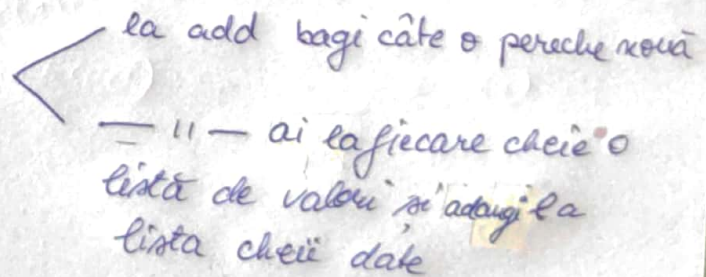 la add bagi câte o pereche nouă
— " — ai la fiecare cheie o
listă de valori și adaugi la
lista cheii date